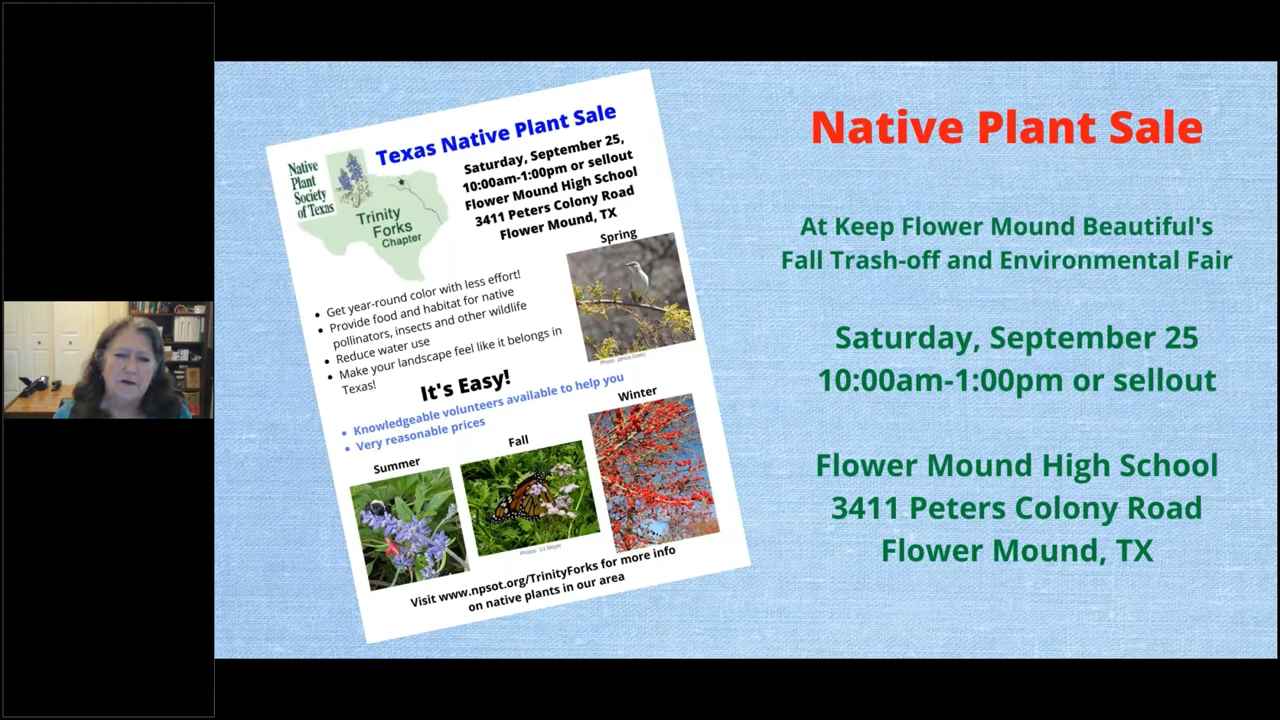 Native
Plant
Society
of Texas
Trinity
Forks
Chapter
Texas Native Plant Sale
Saturday, September 25,
10:00am-1:00pm or sellout
Flower Mound High School
3411 Peters Colony Road
Flower Mound, TX
• Get year-round color with less effort!
• Provide food and habitat for native
pollinators, insects and other wildlife
• Reduce water use
• Make your landscape feel like it belongs in
Texas!
Spring
Photo: Janice Goetz
It's Easy!
• Knowledgeable volunteers available to help you
• Very reasonable prices
Summer
Fall
Winter
Photos: Liz Moyer
Visit www.npsot.org/TrinityForks for more info
on native plants in our area
Native Plant Sale
At Keep Flower Mound Beautiful's
Fall Trash-off and Environmental Fair
Saturday, September 25
10:00am-1:00pm or sellout
Flower Mound High School
3411 Peters Colony Road
Flower Mound, TX